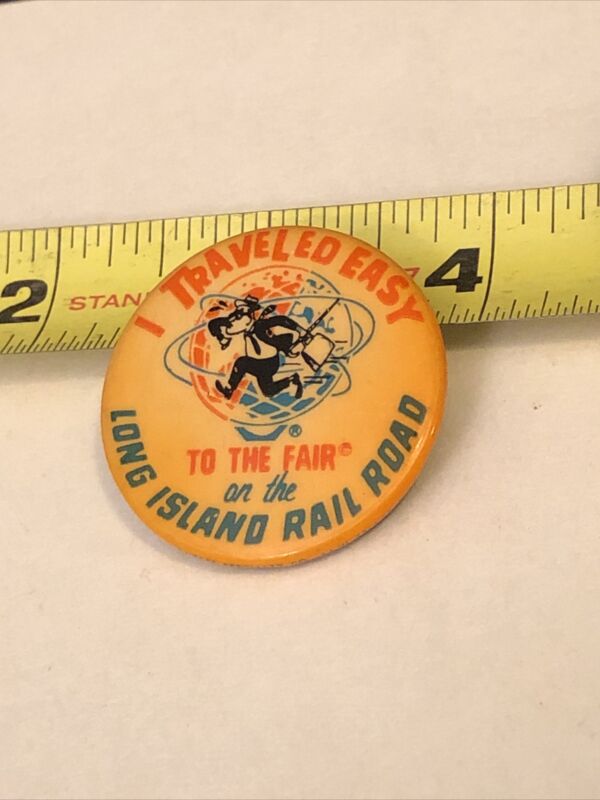 2 STAN 4
I TRAVELED EASY
®
TO THE FAIR®
on the
LONG ISLAND RAIL ROAD